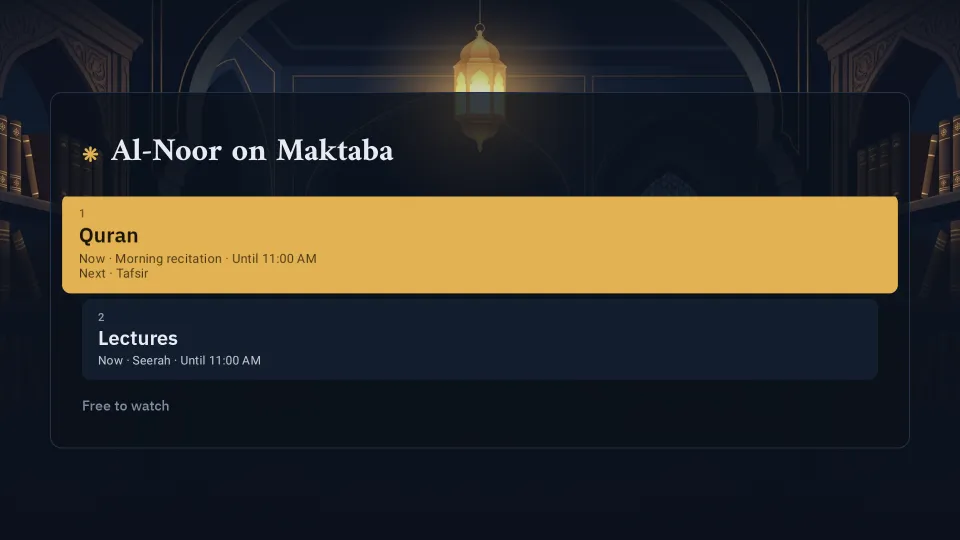 Al-Noor on Maktaba
1
Quran
Now · Morning recitation · Until 11:00 AM
Next · Tafsir
2
Lectures
Now · Seerah · Until 11:00 AM
Free to watch